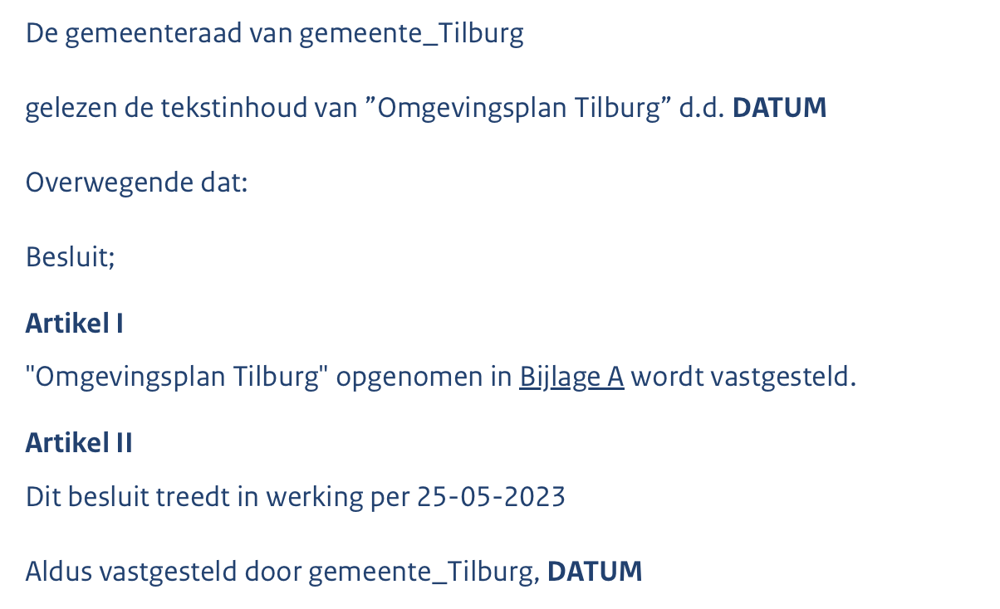 De gemeenteraad van gemeente_Tilburg
gelezen de tekstinhoud van ”Omgevingsplan Tilburg” d.d. DATUM
Overwegende dat:
Besluit;
Artikel I
"Omgevingsplan Tilburg" opgenomen in Bijlage A wordt vastgesteld.
Artikel II
Dit besluit treedt in werking per 25-05-2023
Aldus vastgesteld door gemeente_Tilburg, DATUM